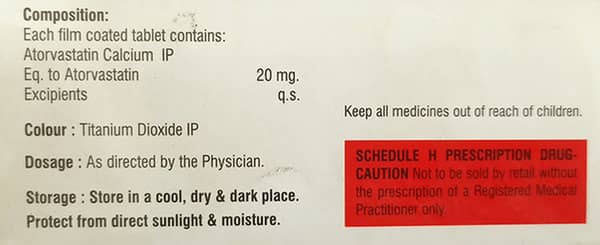 Composition:
Each film coated tablet contains:
Atorvastatin Calcium IP
Eq. to Atorvastatin 20 mg.
Excipients q.s.
Colour : Titanium Dioxide IP
Dosage : As directed by the Physician.
Storage : Store in a cool, dry & dark place.
Protect from direct sunlight & moisture.
Keep all medicines out of reach of children.
SCHEDULE H PRESCRIPTION DRUG-
CAUTION Not to be sold by retail without
the prescription of a Registered Medical
Practitioner only.